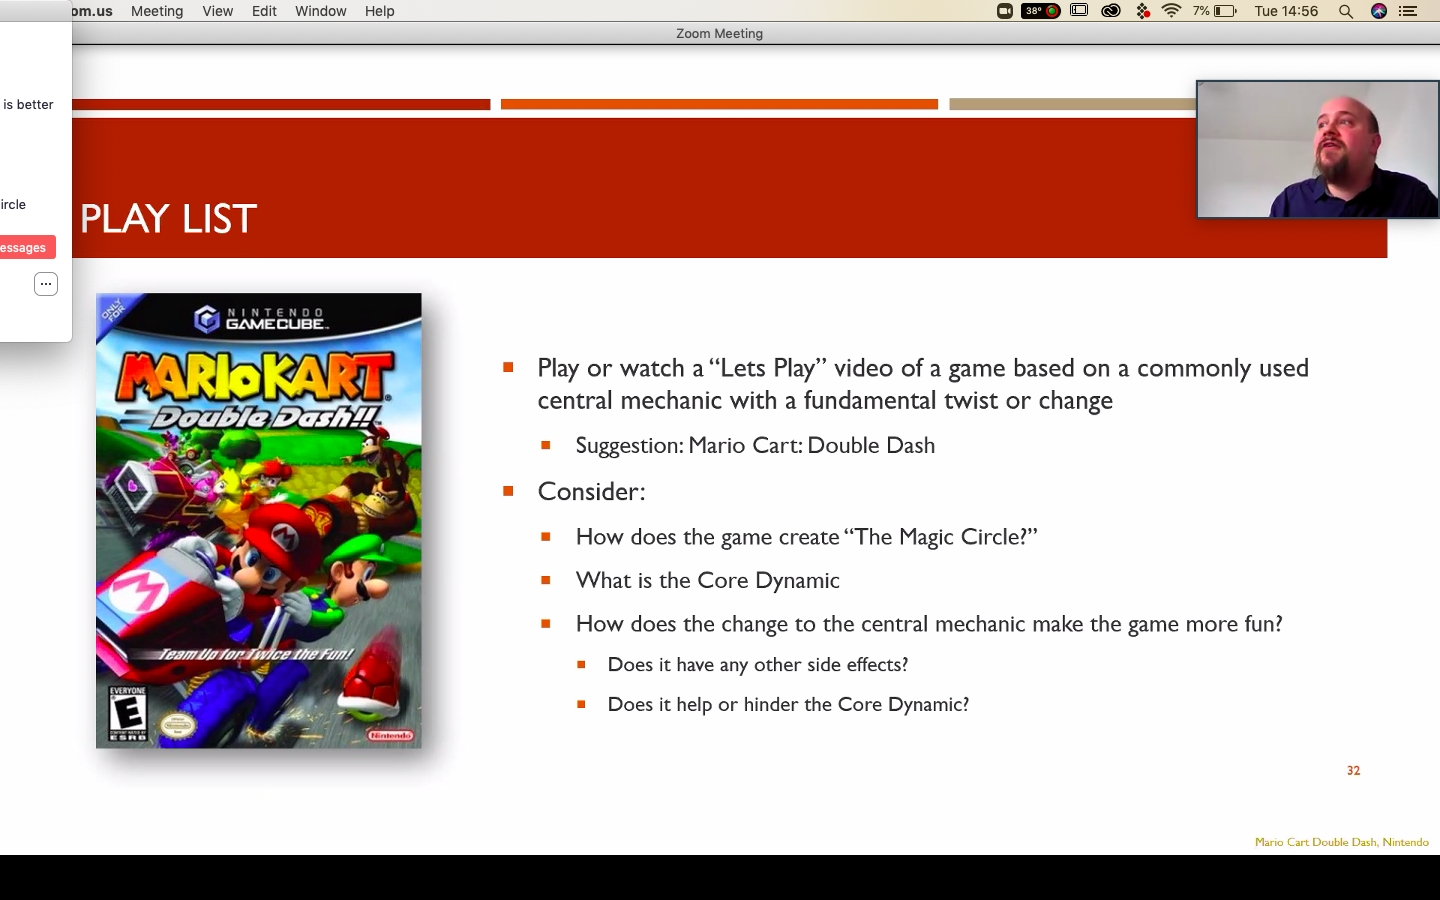 om.us Meeting View Edit Window Help 38° 7% Tue 14:56
Zoom Meeting
is better
ircle
essages
...
PLAY LIST
ONLY FOR
NINTENDO
GAMECUBE™
MARIO KART
Double Dash!!
Team Up for Twice the Fun!
EVERYONE
E
ESRB
Nintendo
Play or watch a “Lets Play” video of a game based on a commonly used
central mechanic with a fundamental twist or change
Suggestion: Mario Cart: Double Dash
Consider:
How does the game create “The Magic Circle?”
What is the Core Dynamic
How does the change to the central mechanic make the game more fun?
Does it have any other side effects?
Does it help or hinder the Core Dynamic?
32
Mario Cart Double Dash, Nintendo